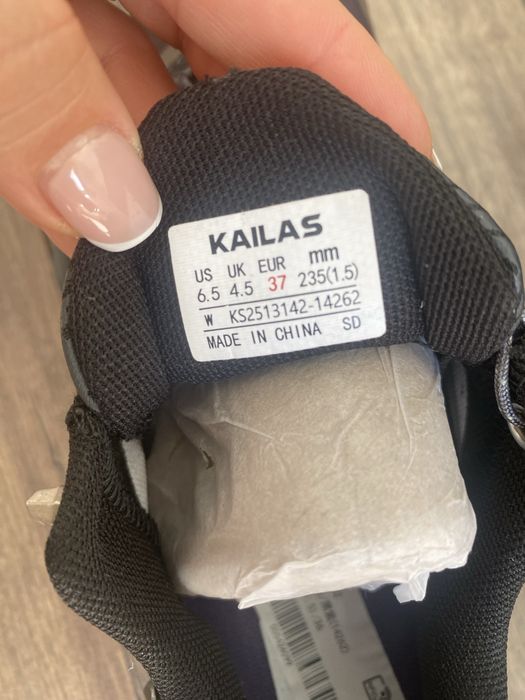 KAILAS
US UK EUR mm
6.5 4.5 37 235(1.5)
W KS2513142-14262
MADE IN CHINA SD